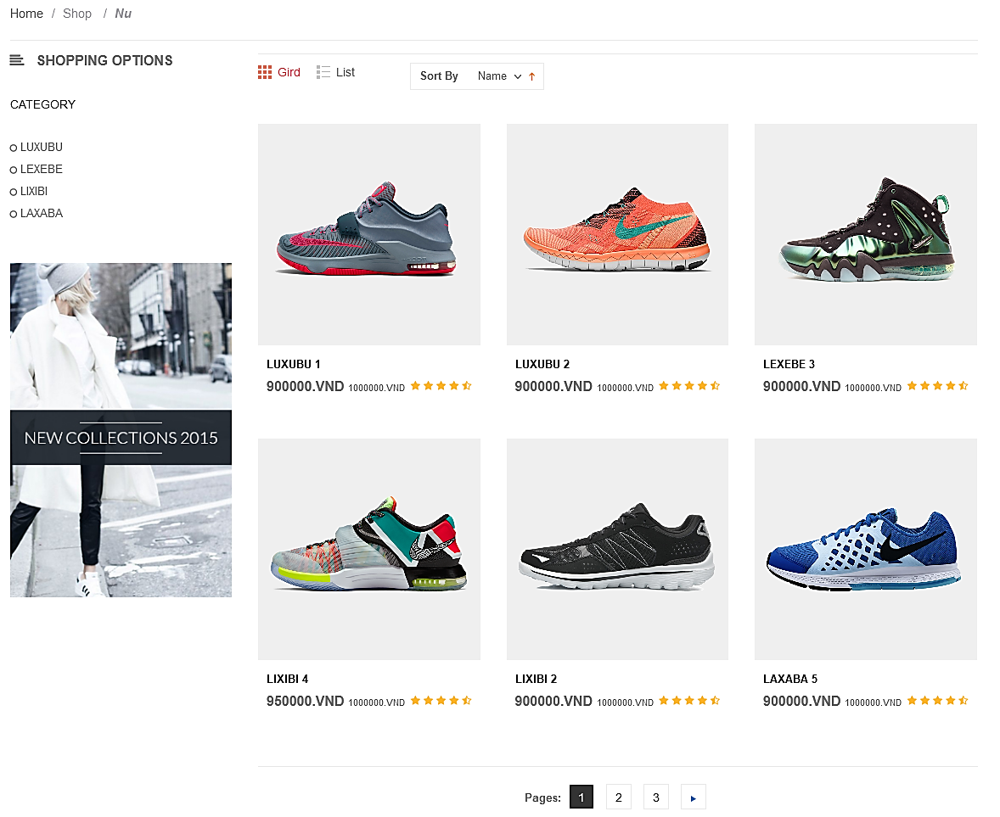 Home / Shop / Nu
SHOPPING OPTIONS
Gird
List
Sort By Name
CATEGORY
LUXUBU
LEXEBE
LIXIBI
LAXABA
NEW COLLECTIONS 2015
LUXUBU 1
900000.VND 1000000.VND
LUXUBU 2
900000.VND 1000000.VND
LEXEBE 3
900000.VND 1000000.VND
LIXIBI 4
950000.VND 1000000.VND
LIXIBI 2
900000.VND 1000000.VND
LAXABA 5
900000.VND 1000000.VND
Pages: 1 2 3